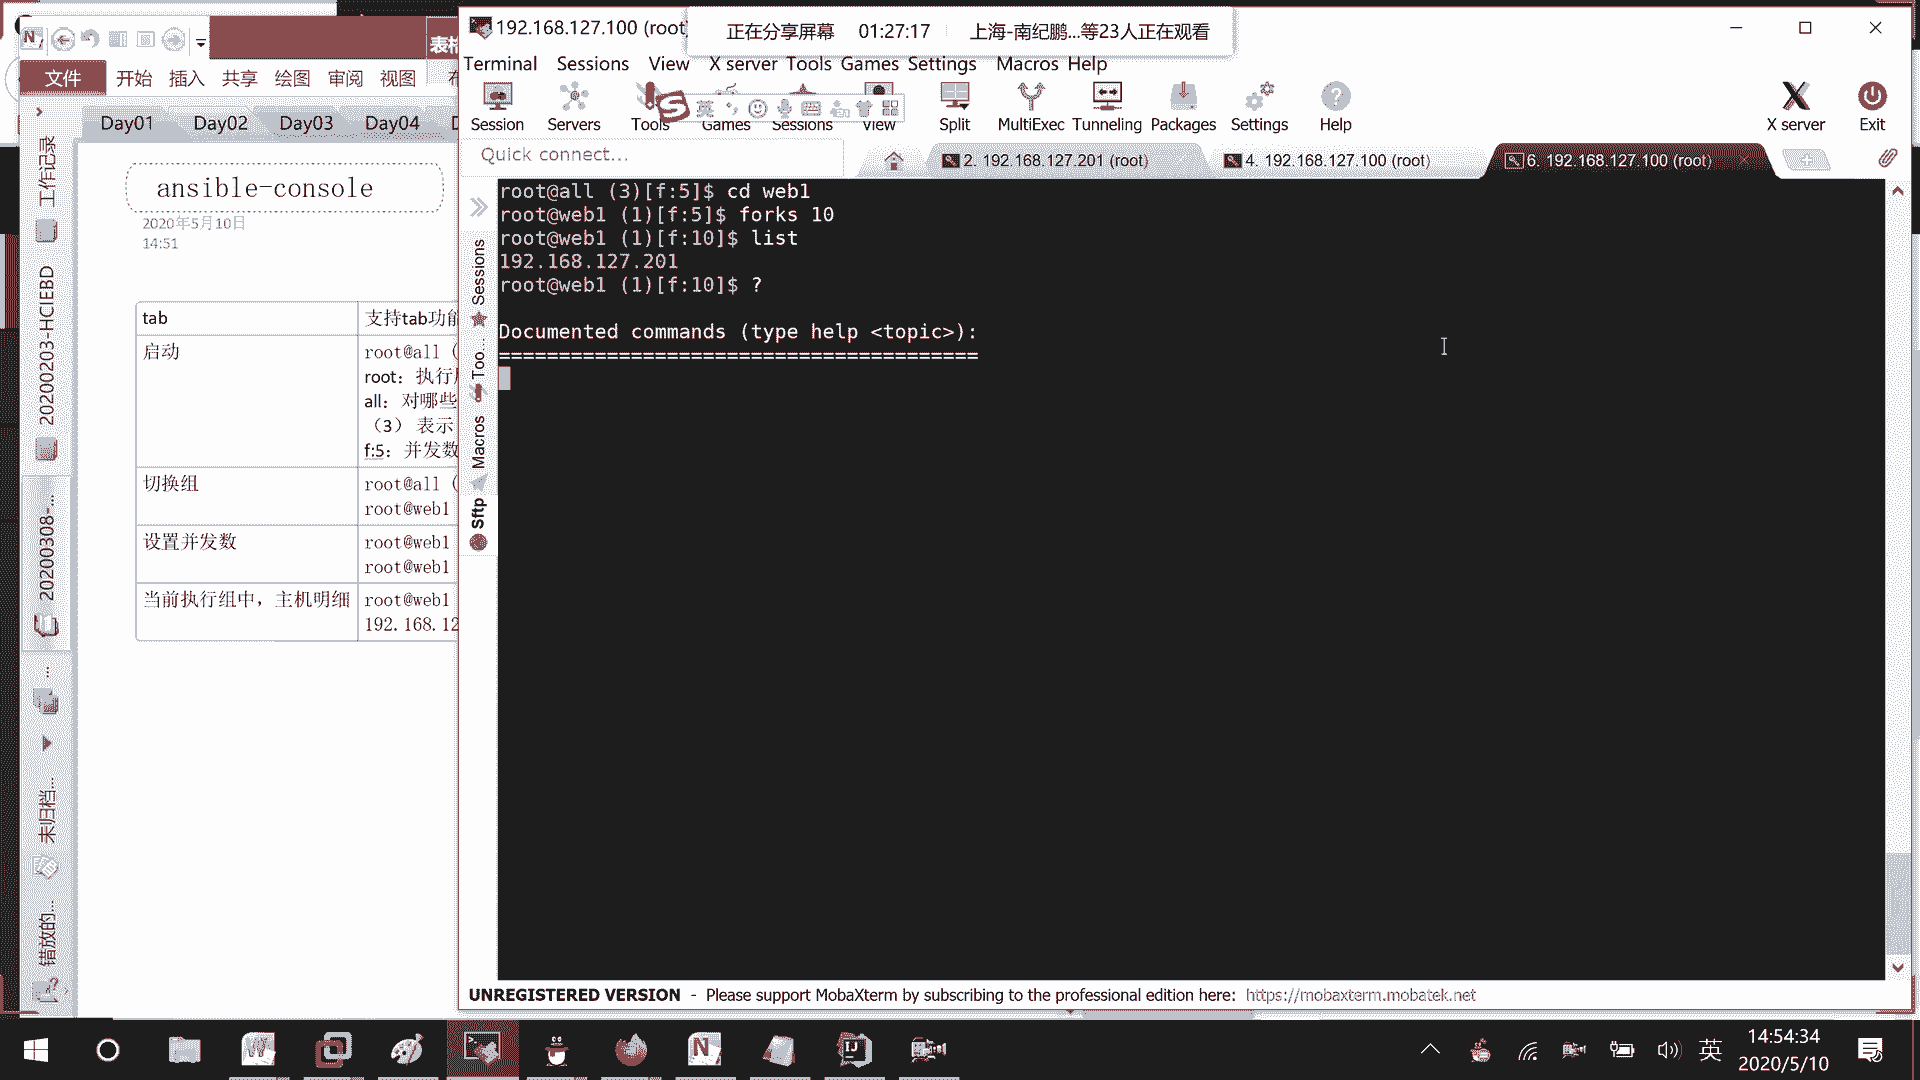 192.168.127.100 (root
正在分享屏幕 01:27:17 上海-南纪鹏...等23人正在观看
表格
文件 开始 插入 共享 绘图 审阅 视图
Terminal Sessions View X server Tools Games Settings Macros Help
Session Servers Tools Games Sessions View Split MultiExec Tunneling Packages Settings Help X server Exit
英
Day01 Day02 Day03 Day04
Quick connect...
2. 192.168.127.201 (root)
4. 192.168.127.100 (root)
6. 192.168.127.100 (root)
工作记录
20200203-HCIEBD
20200308-...
未归档...
错放的...
ansible-console
2020年5月10日
14:51
tab 支持tab功能
启动 root@all (
root：执行
all：对哪些
（3） 表示
f:5：并发数
切换组 root@all (
root@web1
设置并发数 root@web1
root@web1
当前执行组中，主机明细 root@web1
192.168.12
Sessions
Too...
Macros
Sftp
root@all (3)[f:5]$ cd web1
root@web1 (1)[f:5]$ forks 10
root@web1 (1)[f:10]$ list
192.168.127.201
root@web1 (1)[f:10]$ ?
Documented commands (type help <topic>):
========================================
UNREGISTERED VERSION - Please support MobaXterm by subscribing to the professional edition here: https://mobaxterm.mobatek.net
英
14:54:34
2020/5/10